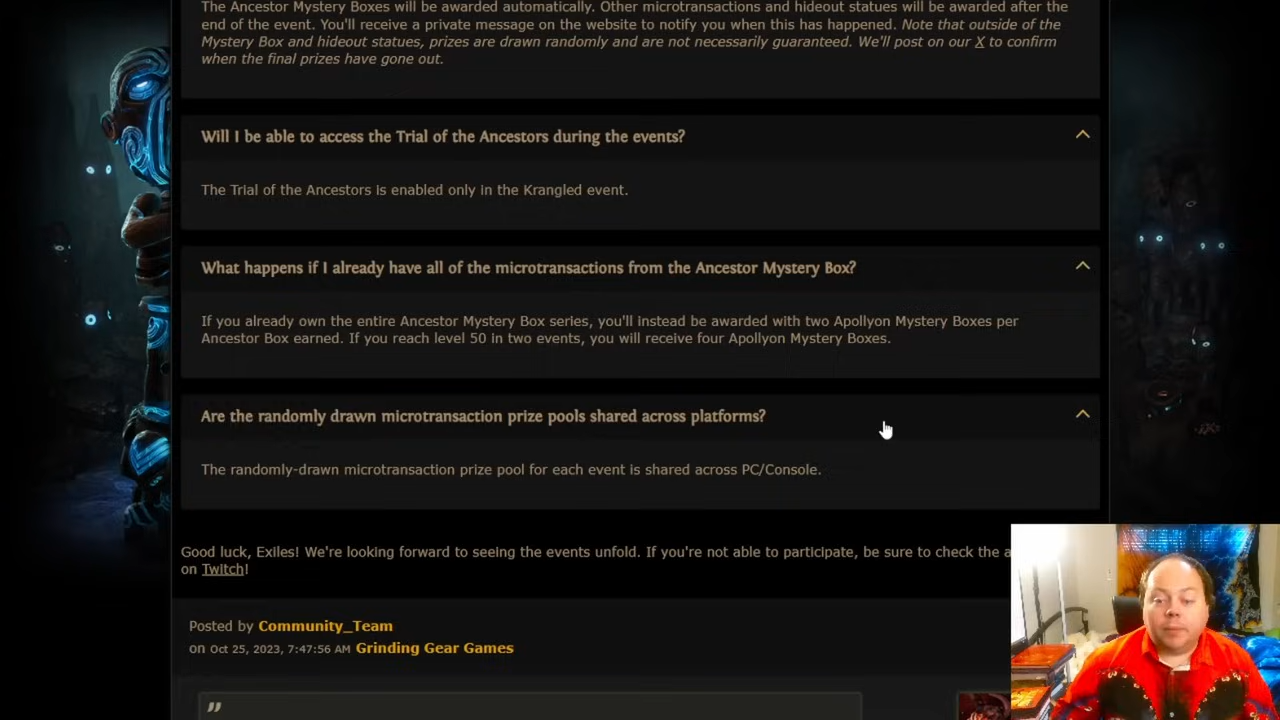 The Ancestor Mystery Boxes will be awarded automatically. Other microtransactions and hideout statues will be awarded after the
end of the event. You'll receive a private message on the website to notify you when this has happened. Note that outside of the
Mystery Box and hideout statues, prizes are drawn randomly and are not necessarily guaranteed. We'll post on our X to confirm
when the final prizes have gone out.
Will I be able to access the Trial of the Ancestors during the events?
The Trial of the Ancestors is enabled only in the Krangled event.
What happens if I already have all of the microtransactions from the Ancestor Mystery Box?
If you already own the entire Ancestor Mystery Box series, you'll instead be awarded with two Apollyon Mystery Boxes per
Ancestor Box earned. If you reach level 50 in two events, you will receive four Apollyon Mystery Boxes.
Are the randomly drawn microtransaction prize pools shared across platforms?
The randomly-drawn microtransaction prize pool for each event is shared across PC/Console.
Good luck, Exiles! We're looking forward to seeing the events unfold. If you're not able to participate, be sure to check the a
on Twitch!
Posted by Community_Team
on Oct 25, 2023, 7:47:56 AM Grinding Gear Games
"